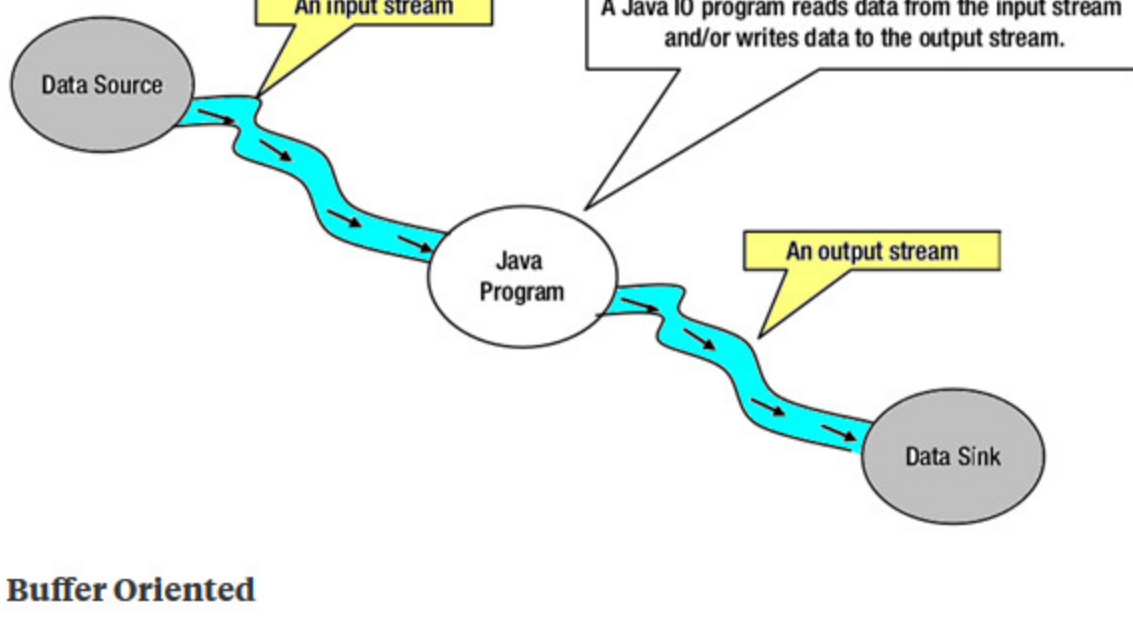 An input stream
A Java IO program reads data from the input stream
and/or writes data to the output stream.
Data Source
Java
Program
An output stream
Data Sink
Buffer Oriented